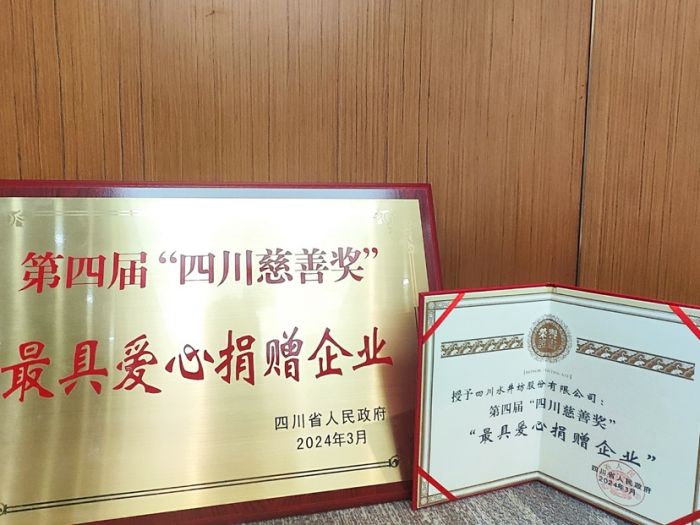 第四届“四川慈善奖”
最具爱心捐赠企业
四川省人民政府
2024年3月
授予四川水井坊股份有限公司：
第四届“四川慈善奖”
“最具爱心捐赠企业”
四川省人民政府
2024年3月